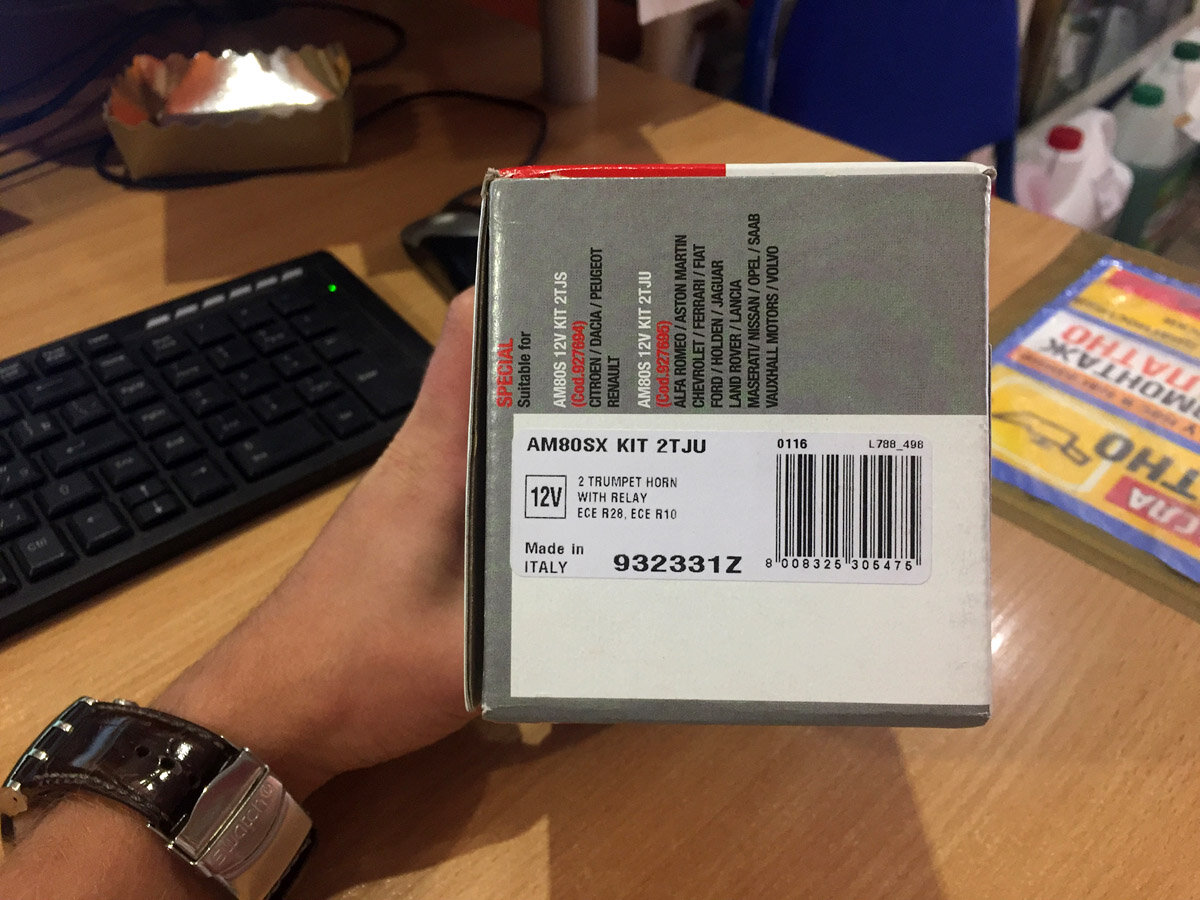 SPECIAL
Suitable for
AM80S 12V KIT 2TJS
(Cod.927694)
CITROEN / DACIA / PEUGEOT
RENAULT
AM80S 12V KIT 2TJU
(Cod.927695)
ALFA ROMEO / ASTON MARTIN
CHEVROLET / FERRARI / FIAT
FORD / HOLDEN / JAGUAR
LAND ROVER / LANCIA
MASERATI / NISSAN / OPEL / SAAB
VAUXHALL MOTORS / VOLVO
AM80SX KIT 2TJU
0116
L788_498
12V
2 TRUMPET HORN
WITH RELAY
ECE R28, ECE R10
Made in
ITALY
932331Z
8 008325 305475
Ctrl
swatch